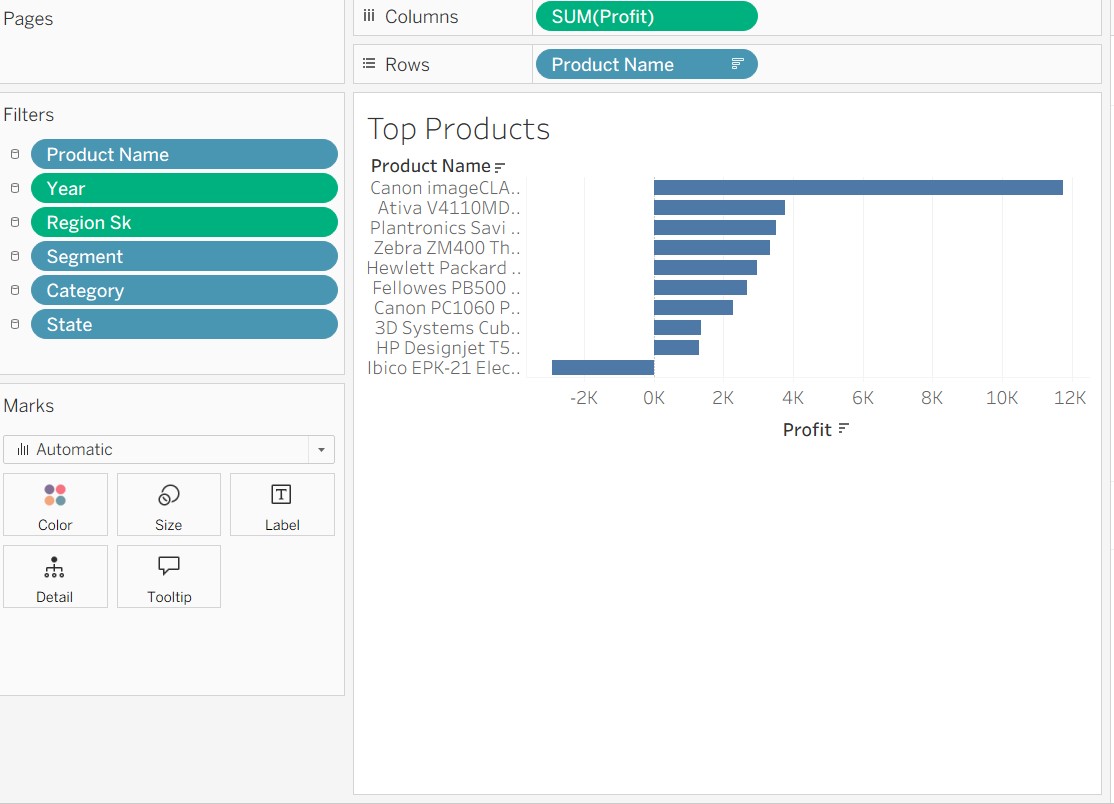 Pages
Columns
SUM(Profit)
Rows
Product Name
Filters
Product Name
Year
Region Sk
Segment
Category
State
Marks
Automatic
Color
Size
Label
Detail
Tooltip
Top Products
Product Name
Canon imageCLA..
Ativa V4110MD..
Plantronics Savi ..
Zebra ZM400 Th..
Hewlett Packard ..
Fellowes PB500 ..
Canon PC1060 P..
3D Systems Cub..
HP Designjet T5..
Ibico EPK-21 Elec..
-2K 0K 2K 4K 6K 8K 10K 12K
Profit